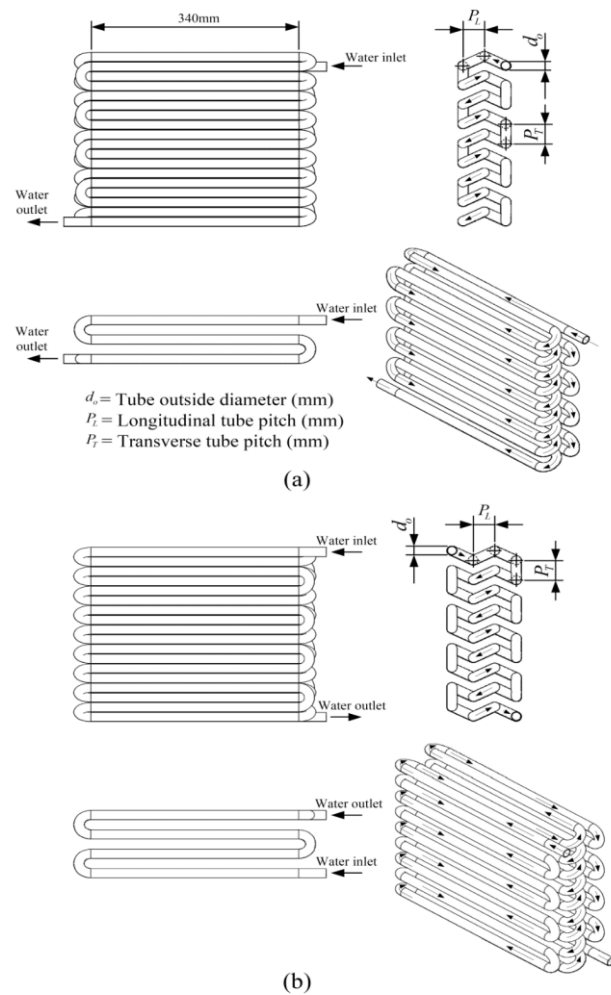 340mm
Water inlet
P_L
d_o
P_T
Water
outlet
Water inlet
Water
outlet
d_o = Tube outside diameter (mm)
P_L = Longitudinal tube pitch (mm)
P_T = Transverse tube pitch (mm)
(a)
Water inlet
d_o
P_L
P_T
Water outlet
Water outlet
Water inlet
(b)